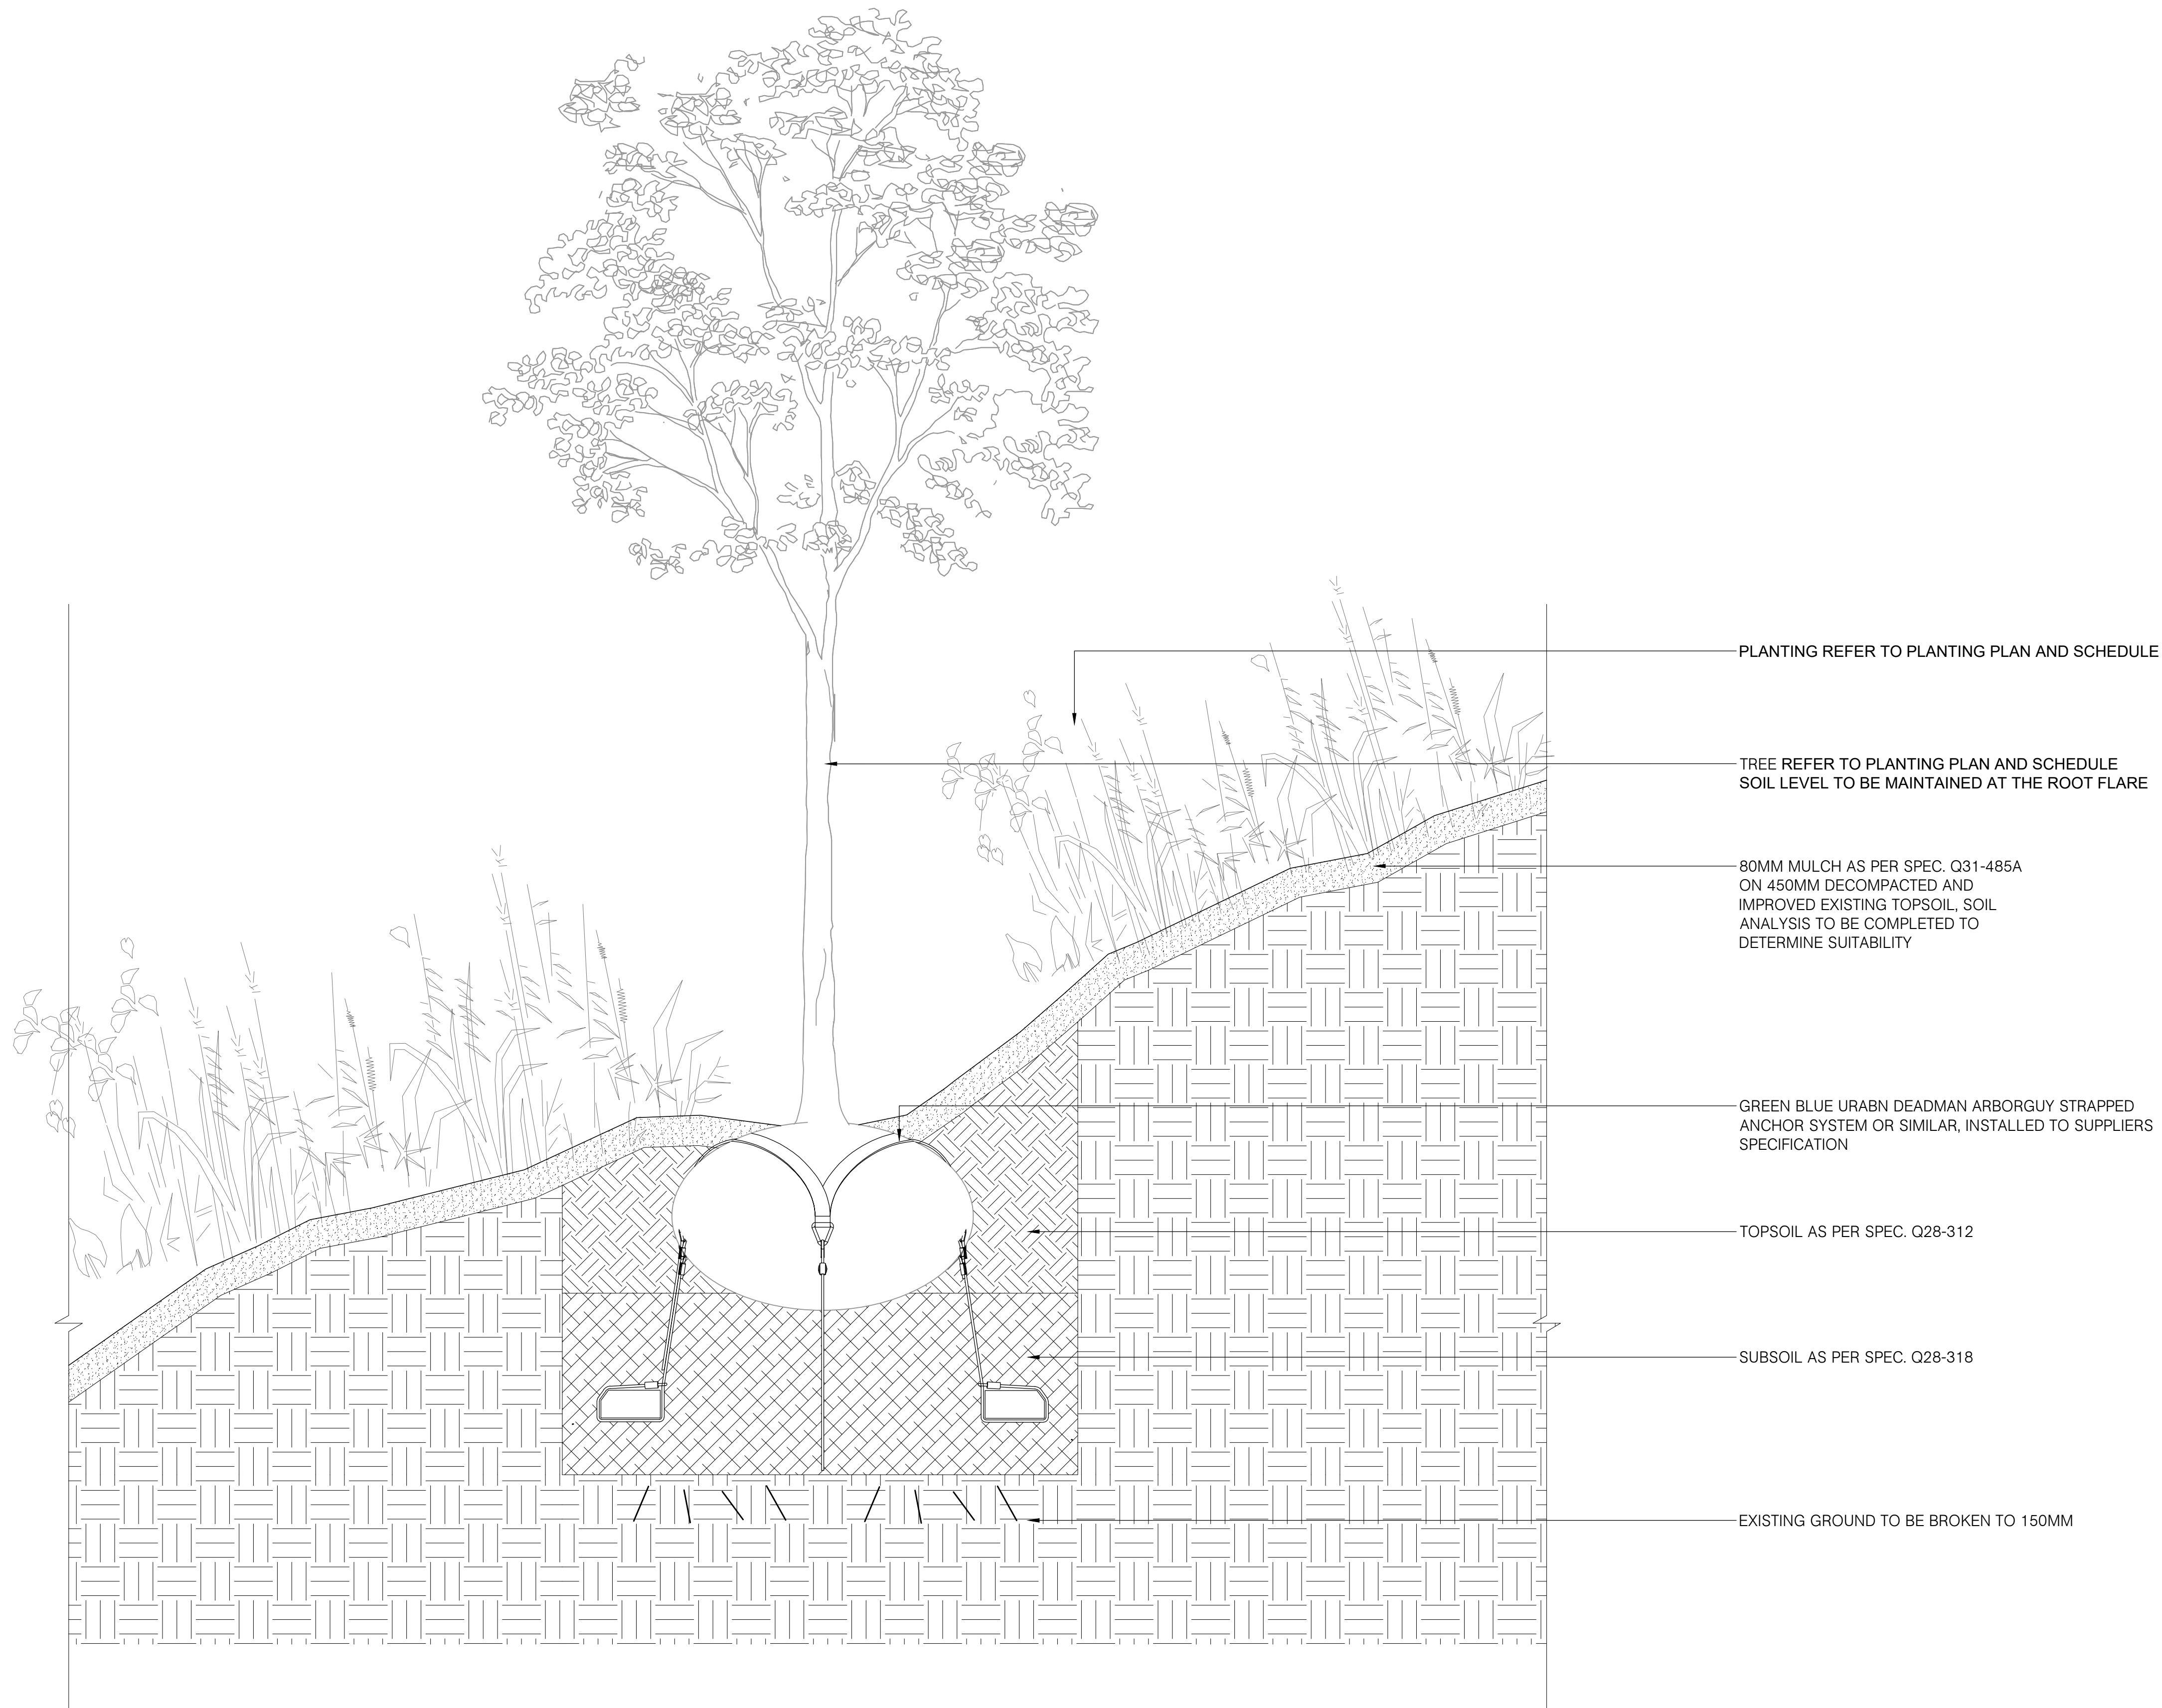 PLANTING REFER TO PLANTING PLAN AND SCHEDULE
TREE REFER TO PLANTING PLAN AND SCHEDULE
SOIL LEVEL TO BE MAINTAINED AT THE ROOT FLARE
80MM MULCH AS PER SPEC. Q31-485A
ON 450MM DECOMPACTED AND
IMPROVED EXISTING TOPSOIL, SOIL
ANALYSIS TO BE COMPLETED TO
DETERMINE SUITABILITY
GREEN BLUE URABN DEADMAN ARBORGUY STRAPPED
ANCHOR SYSTEM OR SIMILAR, INSTALLED TO SUPPLIERS
SPECIFICATION
TOPSOIL AS PER SPEC. Q28-312
SUBSOIL AS PER SPEC. Q28-318
EXISTING GROUND TO BE BROKEN TO 150MM